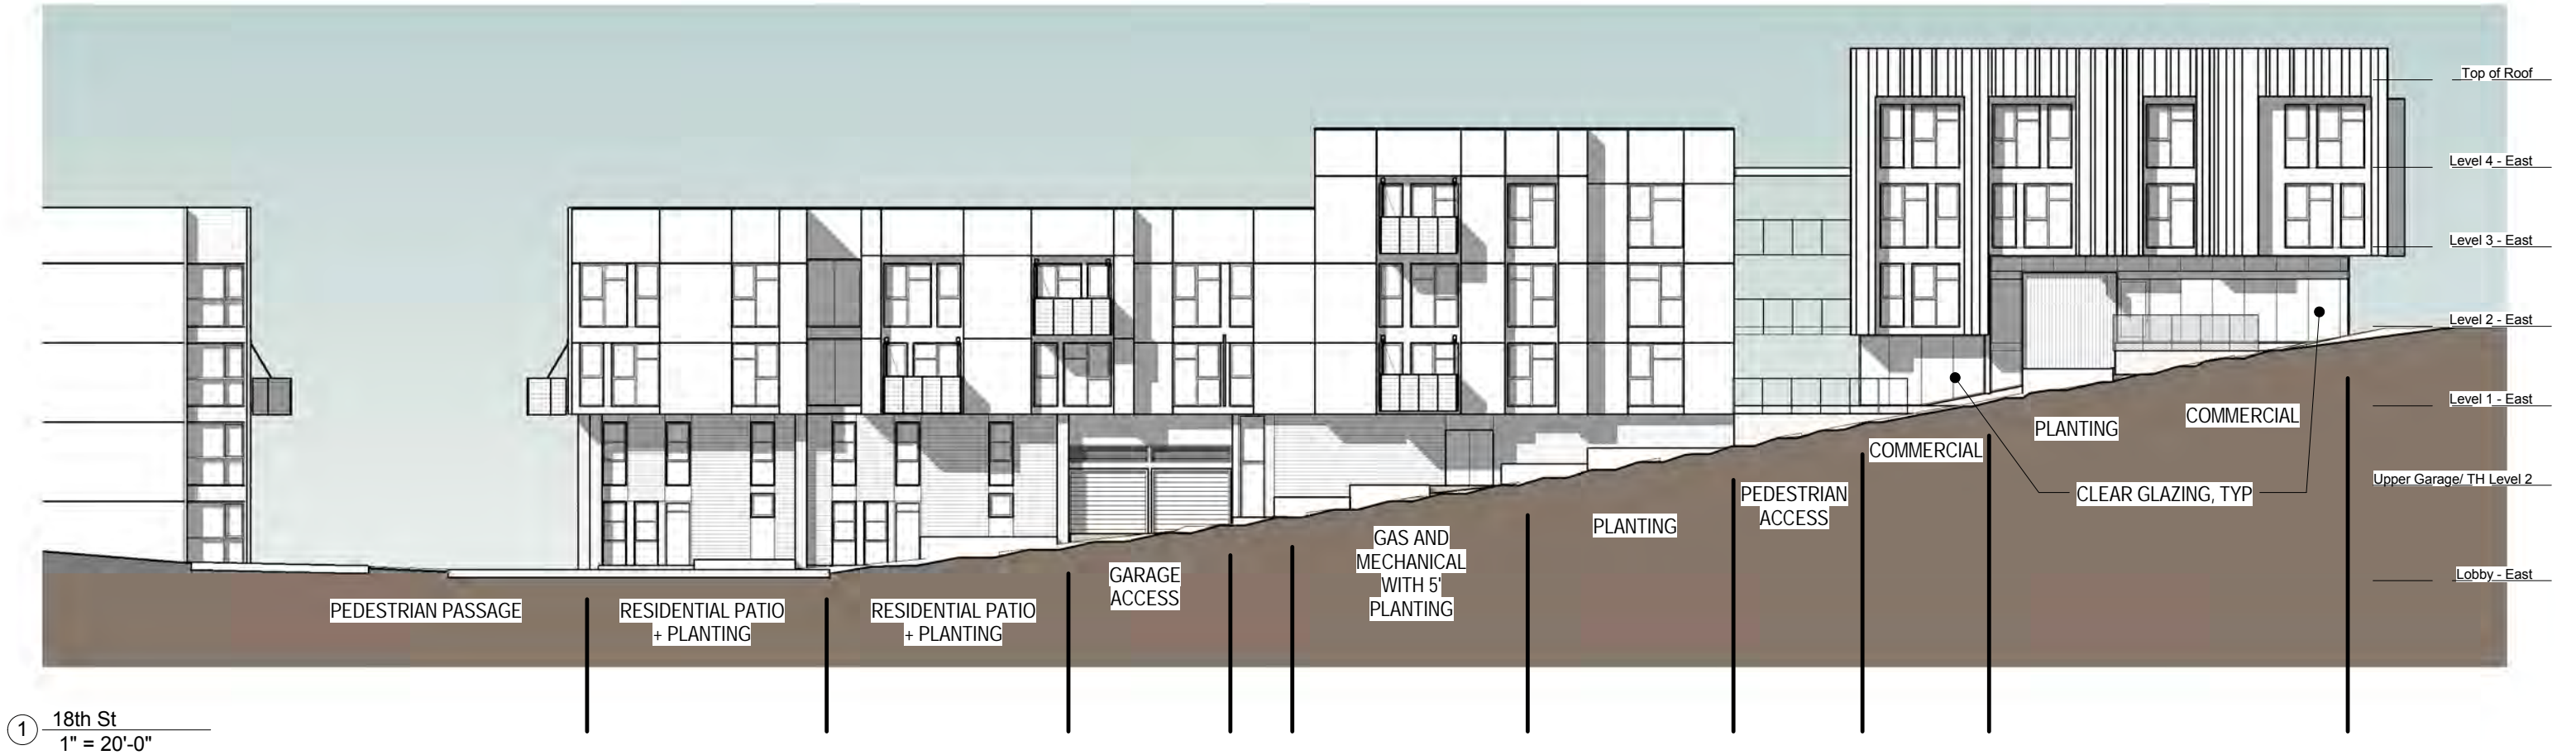 Top of Roof
Level 4 - East
Level 3 - East
Level 2 - East
Level 1 - East
Upper Garage/ TH Level 2
Lobby - East
PEDESTRIAN PASSAGE
RESIDENTIAL PATIO
+ PLANTING
RESIDENTIAL PATIO
+ PLANTING
GARAGE
ACCESS
GAS AND
MECHANICAL
WITH 5'
PLANTING
PLANTING
PEDESTRIAN
ACCESS
COMMERCIAL
PLANTING
COMMERCIAL
CLEAR GLAZING, TYP
1
18th St
1" = 20'-0"